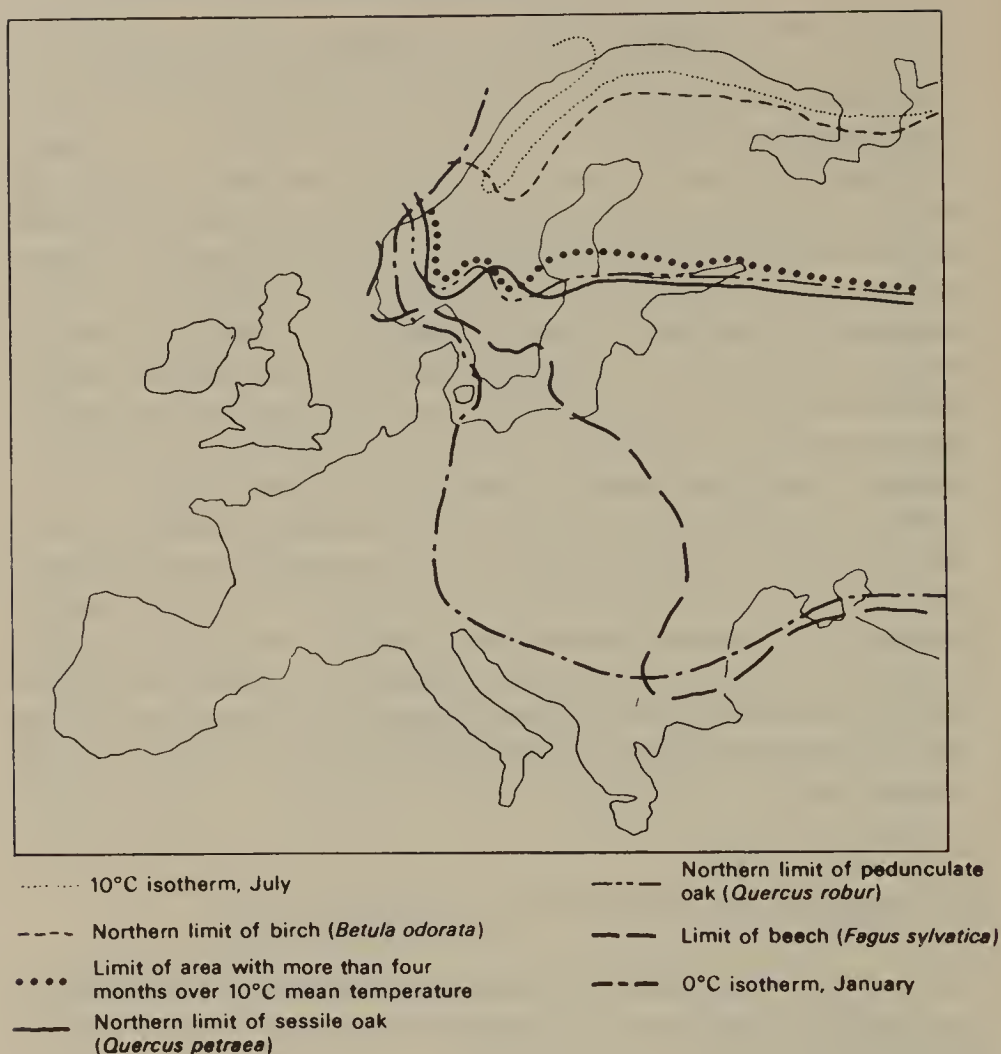 10°C isotherm, July
Northern limit of birch (Betula odorata)
Limit of area with more than four
months over 10°C mean temperature
Northern limit of sessile oak
(Quercus petraea)
Northern limit of pedunculate
oak (Quercus robur)
Limit of beech (Fagus sylvatica)
0°C isotherm, January